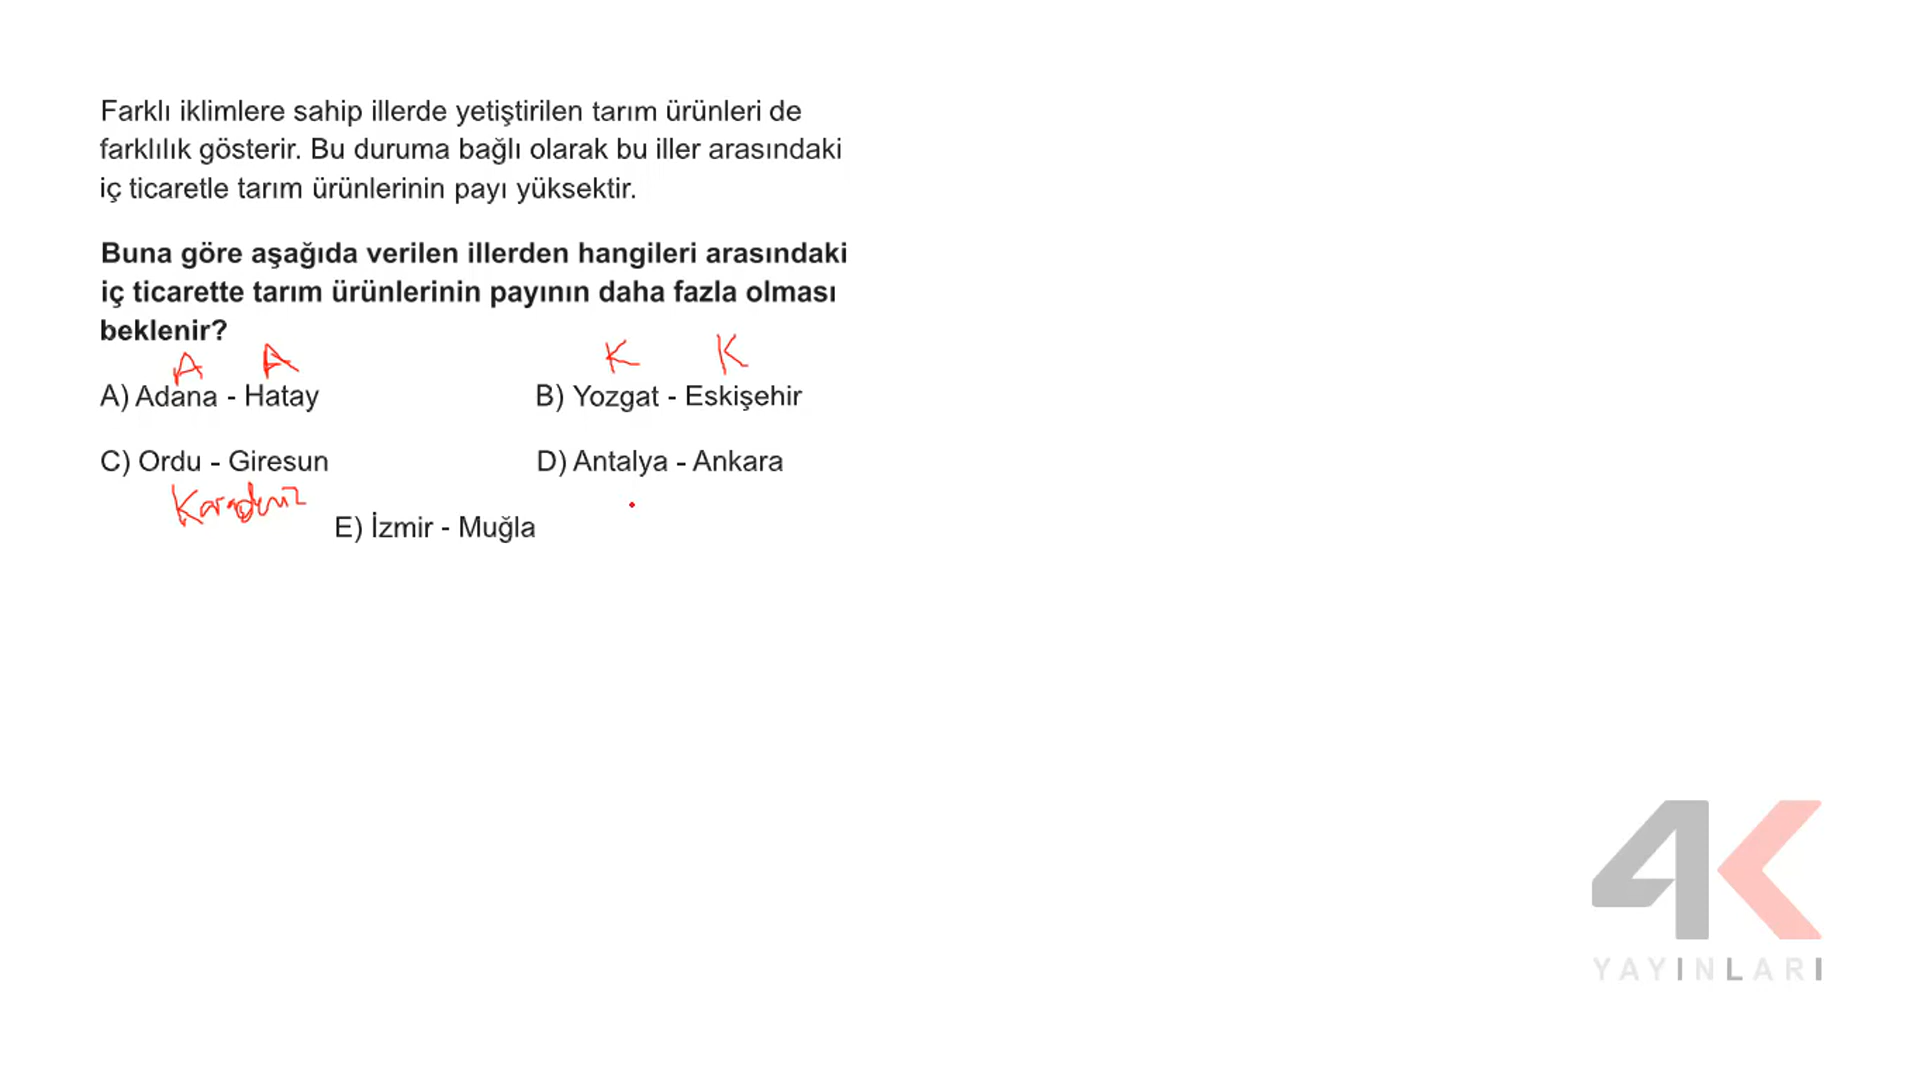 Farklı iklimlere sahip illerde yetiştirilen tarım ürünleri de
farklılık gösterir. Bu duruma bağlı olarak bu iller arasındaki
iç ticaretle tarım ürünlerinin payı yüksektir.
Buna göre aşağıda verilen illerden hangileri arasındaki
iç ticarette tarım ürünlerinin payının daha fazla olması
beklenir?
A A K K
A) Adana - Hatay B) Yozgat - Eskişehir
C) Ordu - Giresun D) Antalya - Ankara
Karadeniz
E) İzmir - Muğla
4K
YAYINLARI